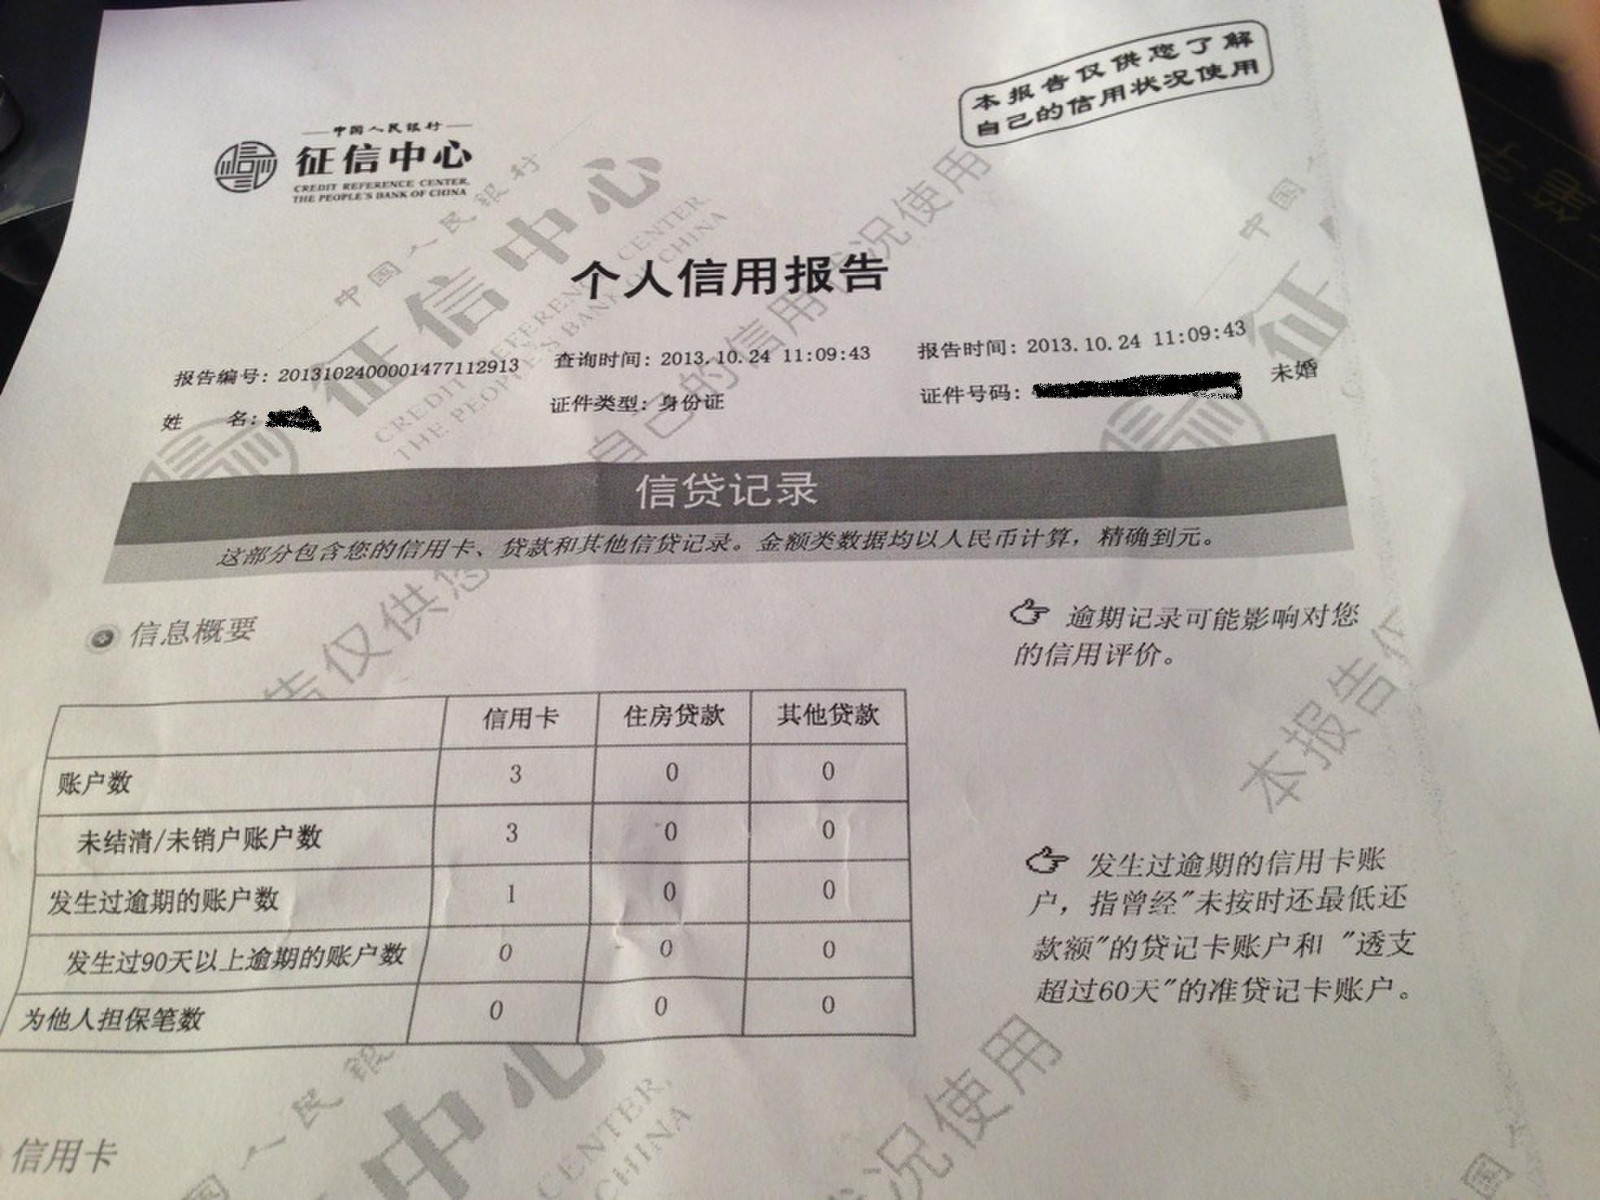 本报告仅供您了解
自己的信用状况使用
中国人民银行
征信中心
CREDIT REFERENCE CENTER,
THE PEOPLE'S BANK OF CHINA
个人信用报告
报告编号: 2013102400001477112913 查询时间: 2013.10.24 11:09:43 报告时间: 2013.10.24 11:09:43
姓 名: 证件类型: 身份证 证件号码: 未婚
信贷记录
这部分包含您的信用卡、贷款和其他信贷记录。金额类数据均以人民币计算，精确到元。
信息概要
逾期记录可能影响对您
的信用评价。
信用卡 住房贷款 其他贷款
账户数 3 0 0
未结清/未销户账户数 3 0 0
发生过逾期的账户数 1 0 0
发生过90天以上逾期的账户数 0 0 0
为他人担保笔数 0 0 0
发生过逾期的信用卡账
户，指曾经"未按时还最低还
款额"的贷记卡账户和 "透支
超过60天"的准贷记卡账户。
信用卡